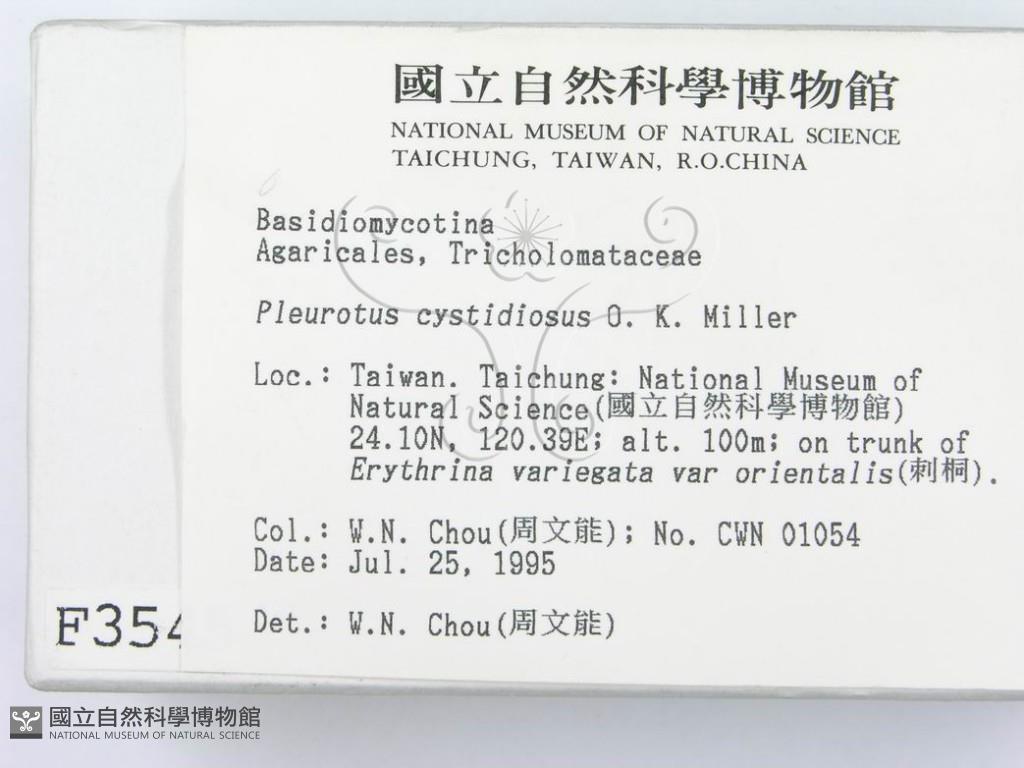 國立自然科學博物館
NATIONAL MUSEUM OF NATURAL SCIENCE
TAICHUNG, TAIWAN, R.O.CHINA
Basidiomycotina
Agaricales, Tricholomataceae
Pleurotus cystidiosus O. K. Miller
Loc.: Taiwan. Taichung: National Museum of
Natural Science(國立自然科學博物館)
24.10N, 120.39E; alt. 100m; on trunk of
Erythrina variegata var orientalis(刺桐).
Col.: W.N. Chou(周文能); No. CWN 01054
Date: Jul. 25, 1995
Det.: W.N. Chou(周文能)
F354
國立自然科學博物館
NATIONAL MUSEUM OF NATURAL SCIENCE